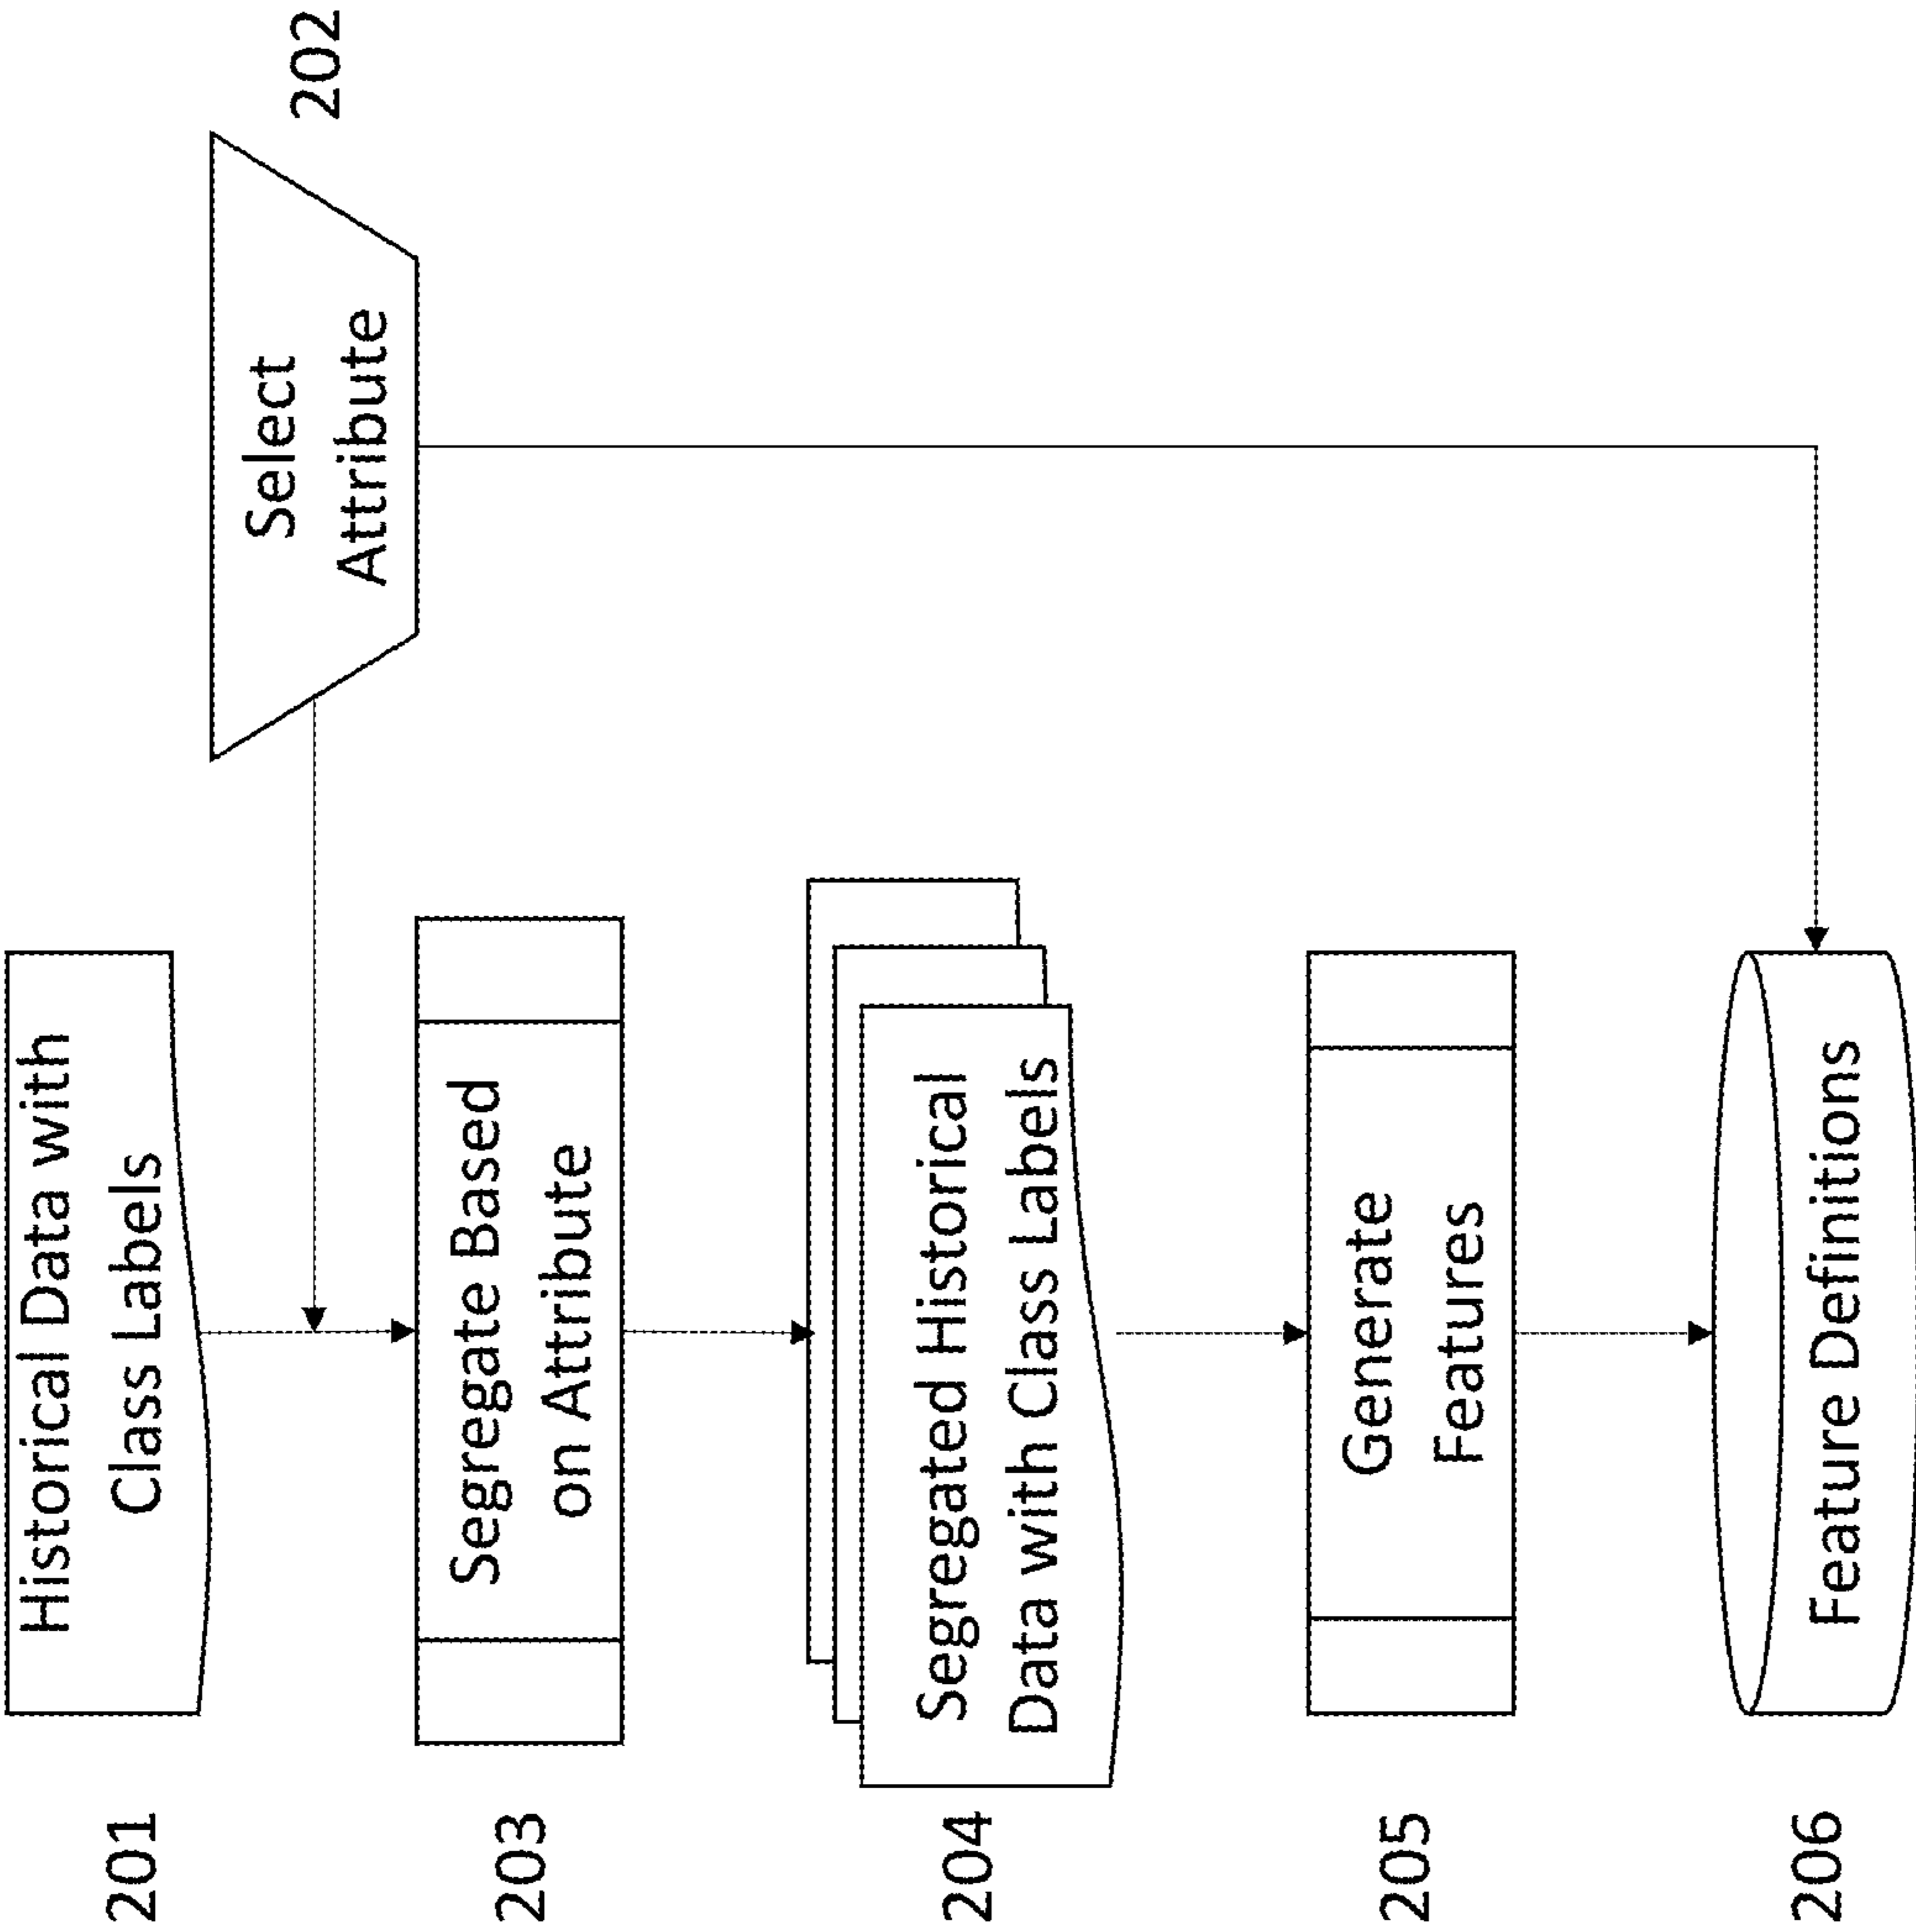 201
Historical Data with
Class Labels
Select
Attribute
202
203
Segregate Based
on Attribute
204
Segregated Historical
Data with Class Labels
205
Generate
Features
206
Feature Definitions